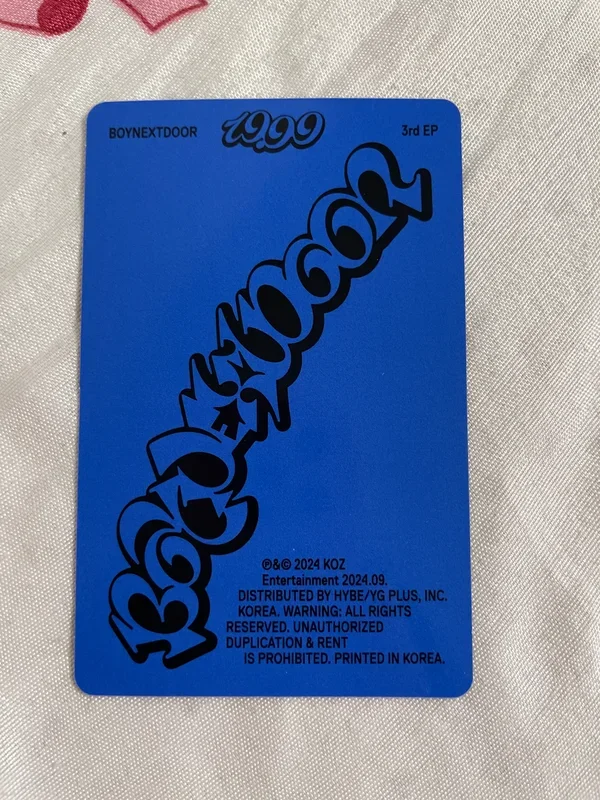 BOYNEXTDOOR 19.99 3rd EP
BOYNEXTDOOR
℗&© 2024 KOZ
Entertainment 2024.09.
DISTRIBUTED BY HYBE/YG PLUS, INC.
KOREA. WARNING: ALL RIGHTS
RESERVED. UNAUTHORIZED
DUPLICATION & RENT
IS PROHIBITED. PRINTED IN KOREA.